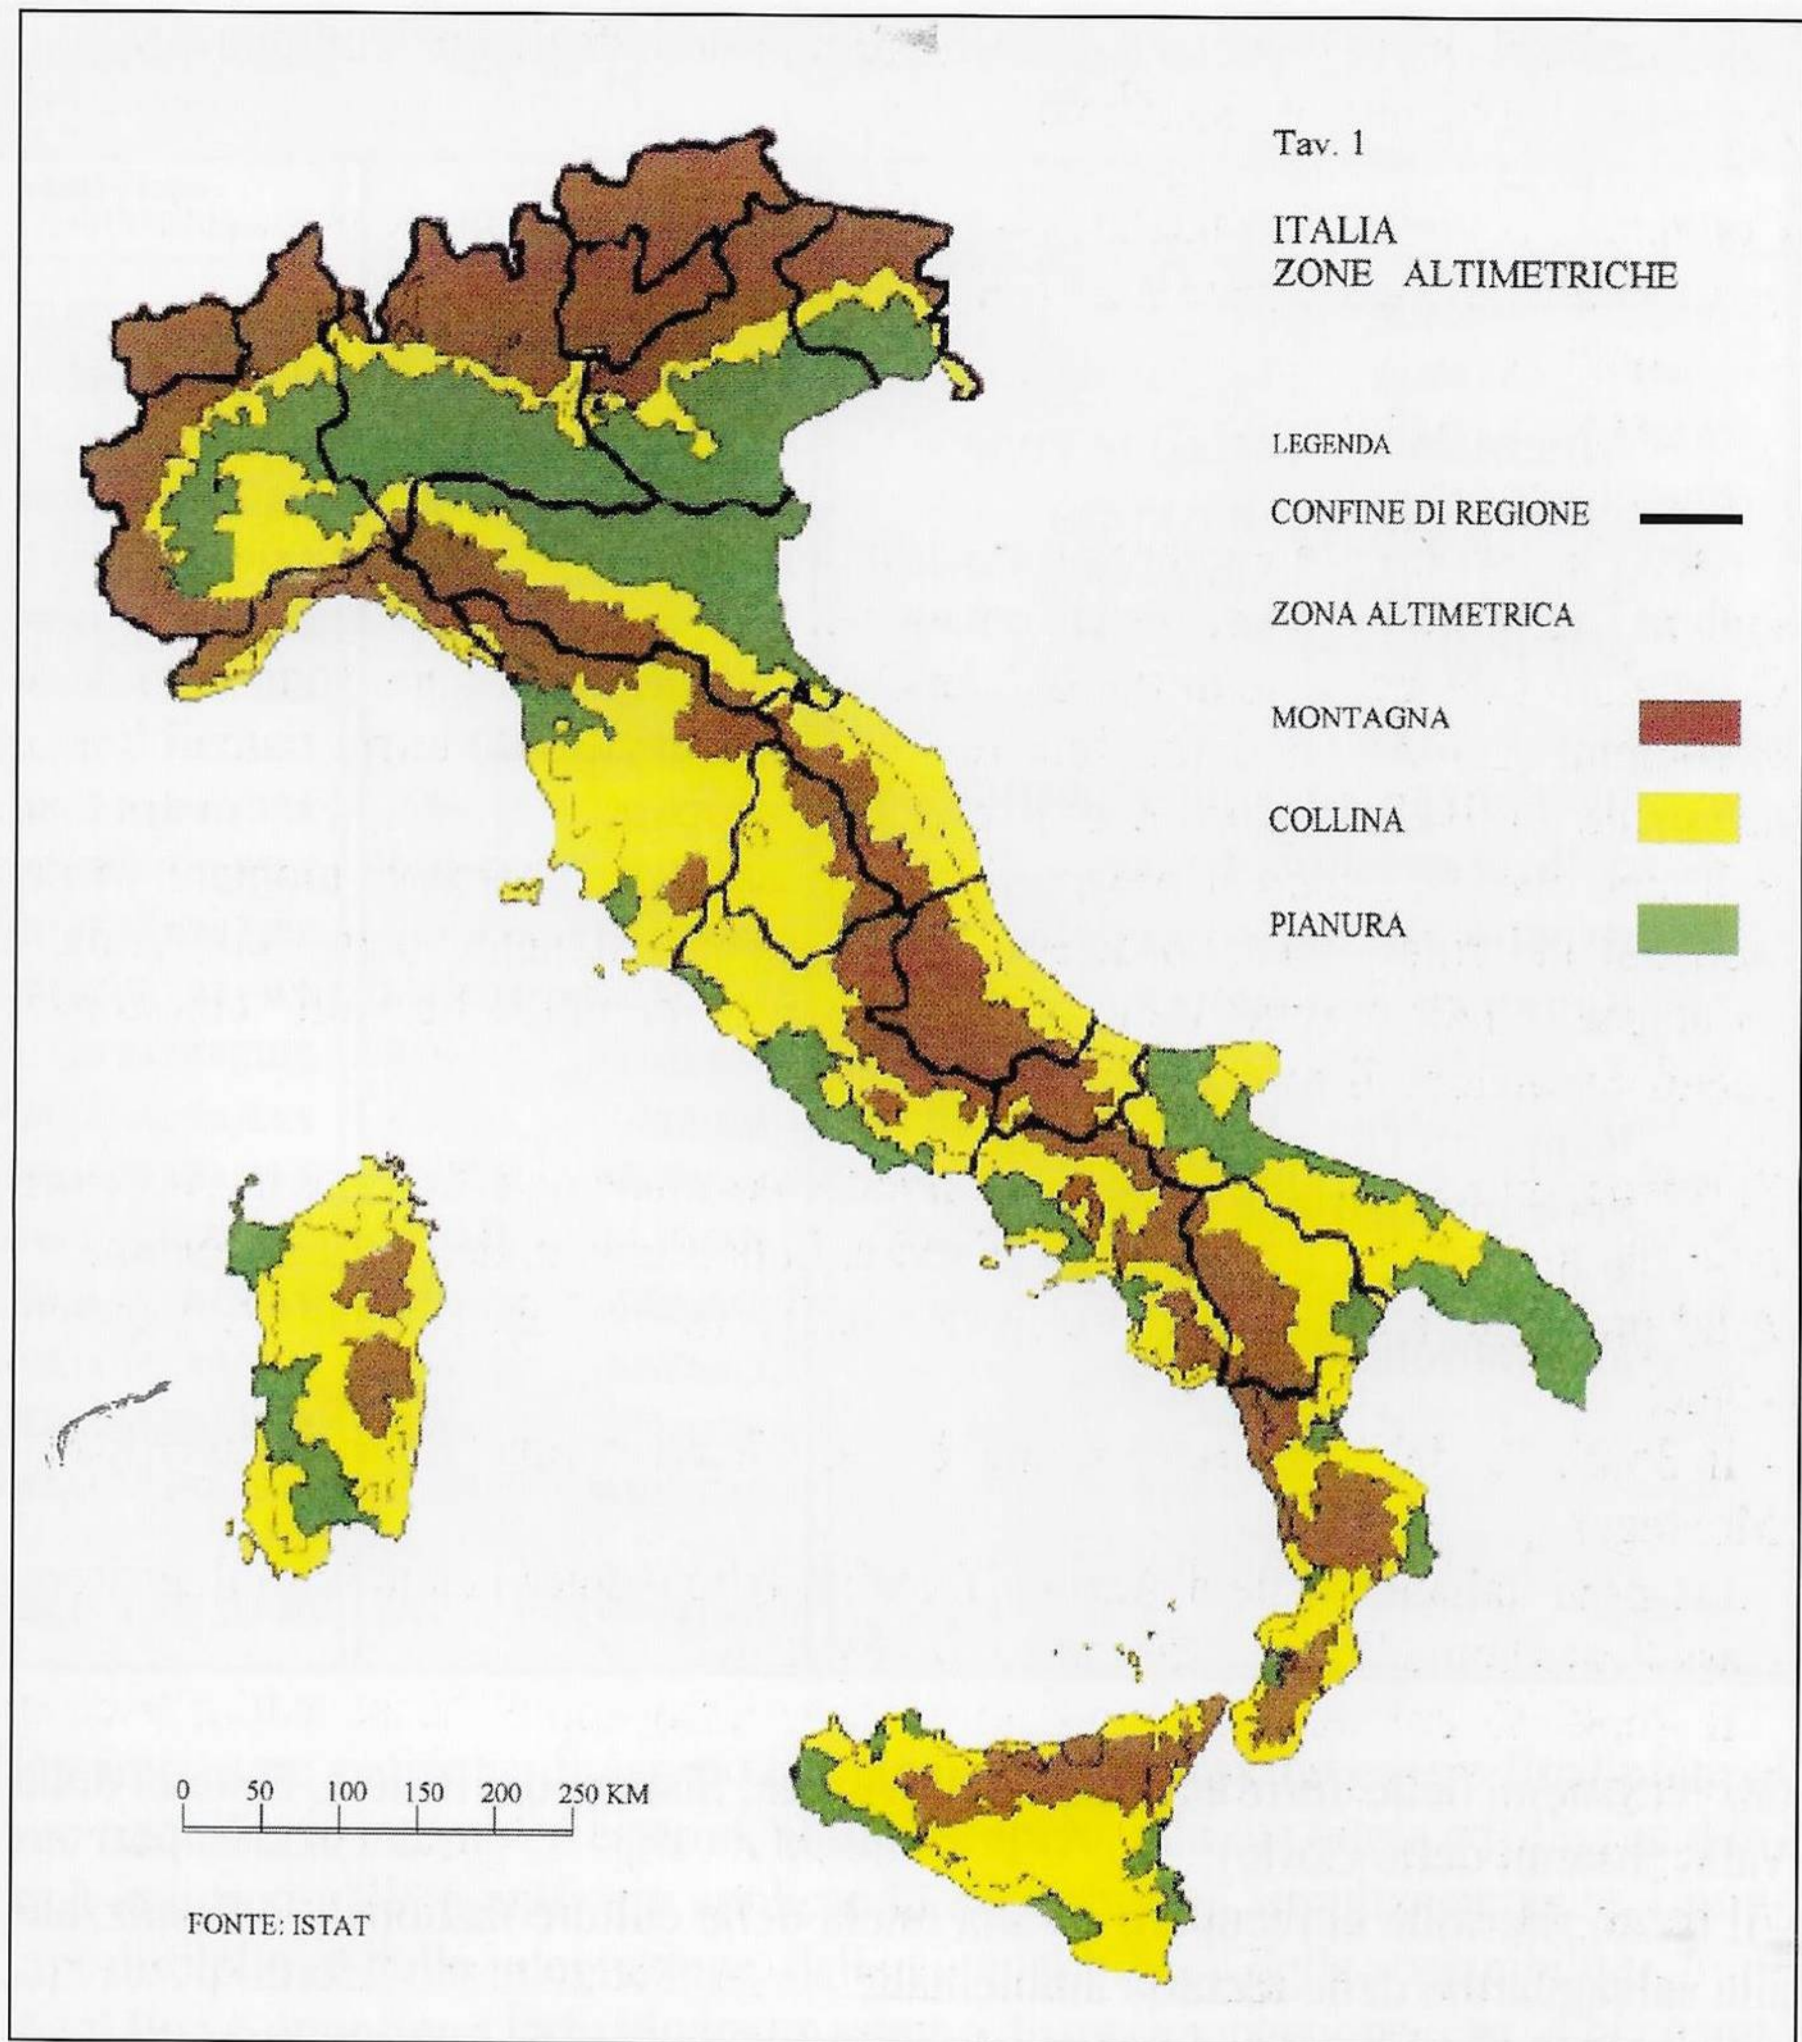 Tav. 1
ITALIA
ZONE ALTIMETRICHE
LEGENDA
CONFINE DI REGIONE
ZONA ALTIMETRICA
MONTAGNA
COLLINA
PIANURA
0 50 100 150 200 250 KM
FONTE: ISTAT